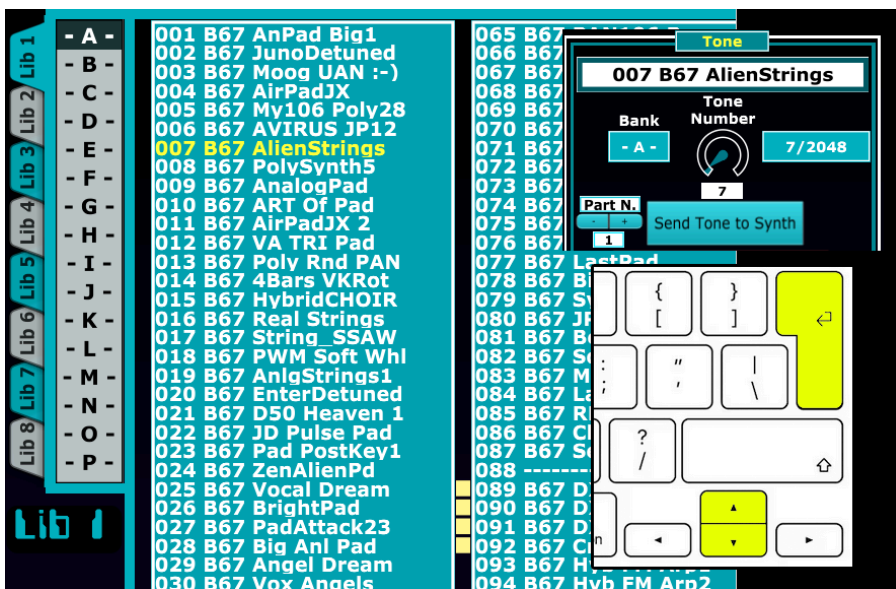 Lib 1
Lib 2
Lib 3
Lib 4
Lib 5
Lib 6
Lib 7
Lib 8
- A -
- B -
- C -
- D -
- E -
- F -
- G -
- H -
- I -
- J -
- K -
- L -
- M -
- N -
- O -
- P -
Lib 1
001 B67 AnPad Big1
002 B67 JunoDetuned
003 B67 Moog UAN :-)
004 B67 AirPadJX
005 B67 My106 Poly28
006 B67 AVIRUS JP12
007 B67 AlienStrings
008 B67 PolySynth5
009 B67 AnalogPad
010 B67 ART Of Pad
011 B67 AirPadJX 2
012 B67 VA TRI Pad
013 B67 Poly Rnd PAN
014 B67 4Bars VKRot
015 B67 HybridCHOIR
016 B67 Real Strings
017 B67 String_SSAW
018 B67 PWM Soft Whl
019 B67 AnlgStrings1
020 B67 EnterDetuned
021 B67 D50 Heaven 1
022 B67 JD Pulse Pad
023 B67 Pad PostKey1
024 B67 ZenAlienPd
025 B67 Vocal Dream
026 B67 BrightPad
027 B67 PadAttack23
028 B67 Big Anl Pad
029 B67 Angel Dream
030 B67 Vox Angels
065 B67
066 B67
067 B67
068 B67
069 B67
070 B67
071 B67
072 B67
073 B67
074 B67
075 B67
076 B67
077 B67 LastPad
078 B67
079 B67
080 B67
081 B67
082 B67
083 B67
084 B67
085 B67
086 B67
087 B67
088
089 B67
090 B67
091 B67
092 B67
093 B67
094 B67 Hyb FM Arp2
Tone
007 B67 AlienStrings
Bank
Tone
Number
- A -
7/2048
7
Part N.
- +
1
Send Tone to Synth
{ [
} ]
: ;
" '
| \
? /
n